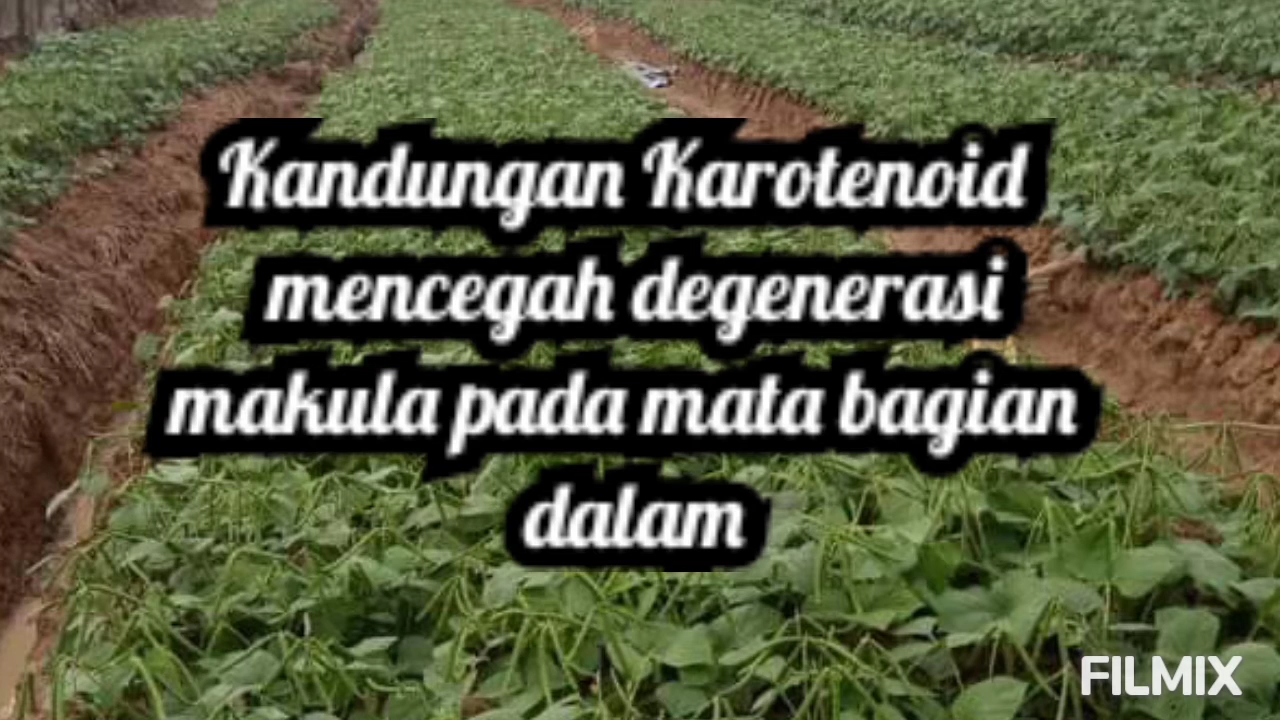 Kandungan Karotenoid
mencegah degenerasi
makula pada mata bagian
dalam
FILMIX